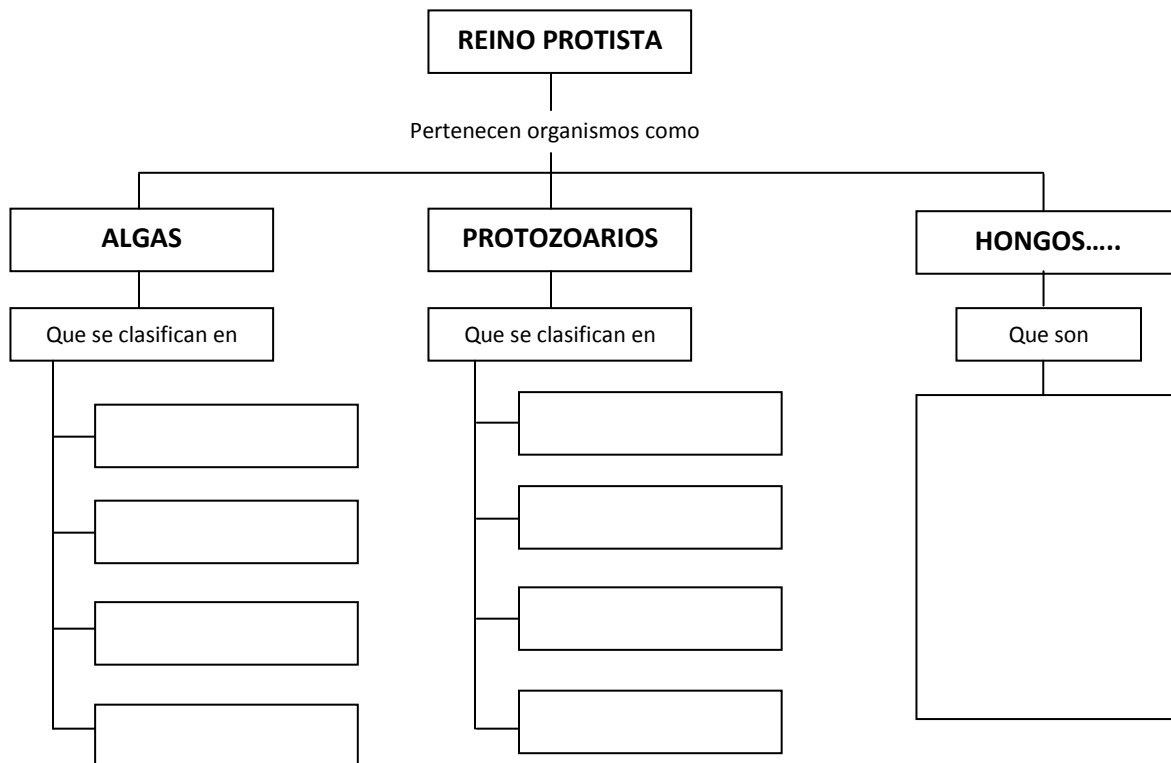 REINO PROTISTA
Pertenecen organismos como
ALGAS
PROTOZOARIOS
HONGOS…..
Que se clasifican en
Que se clasifican en
Que son